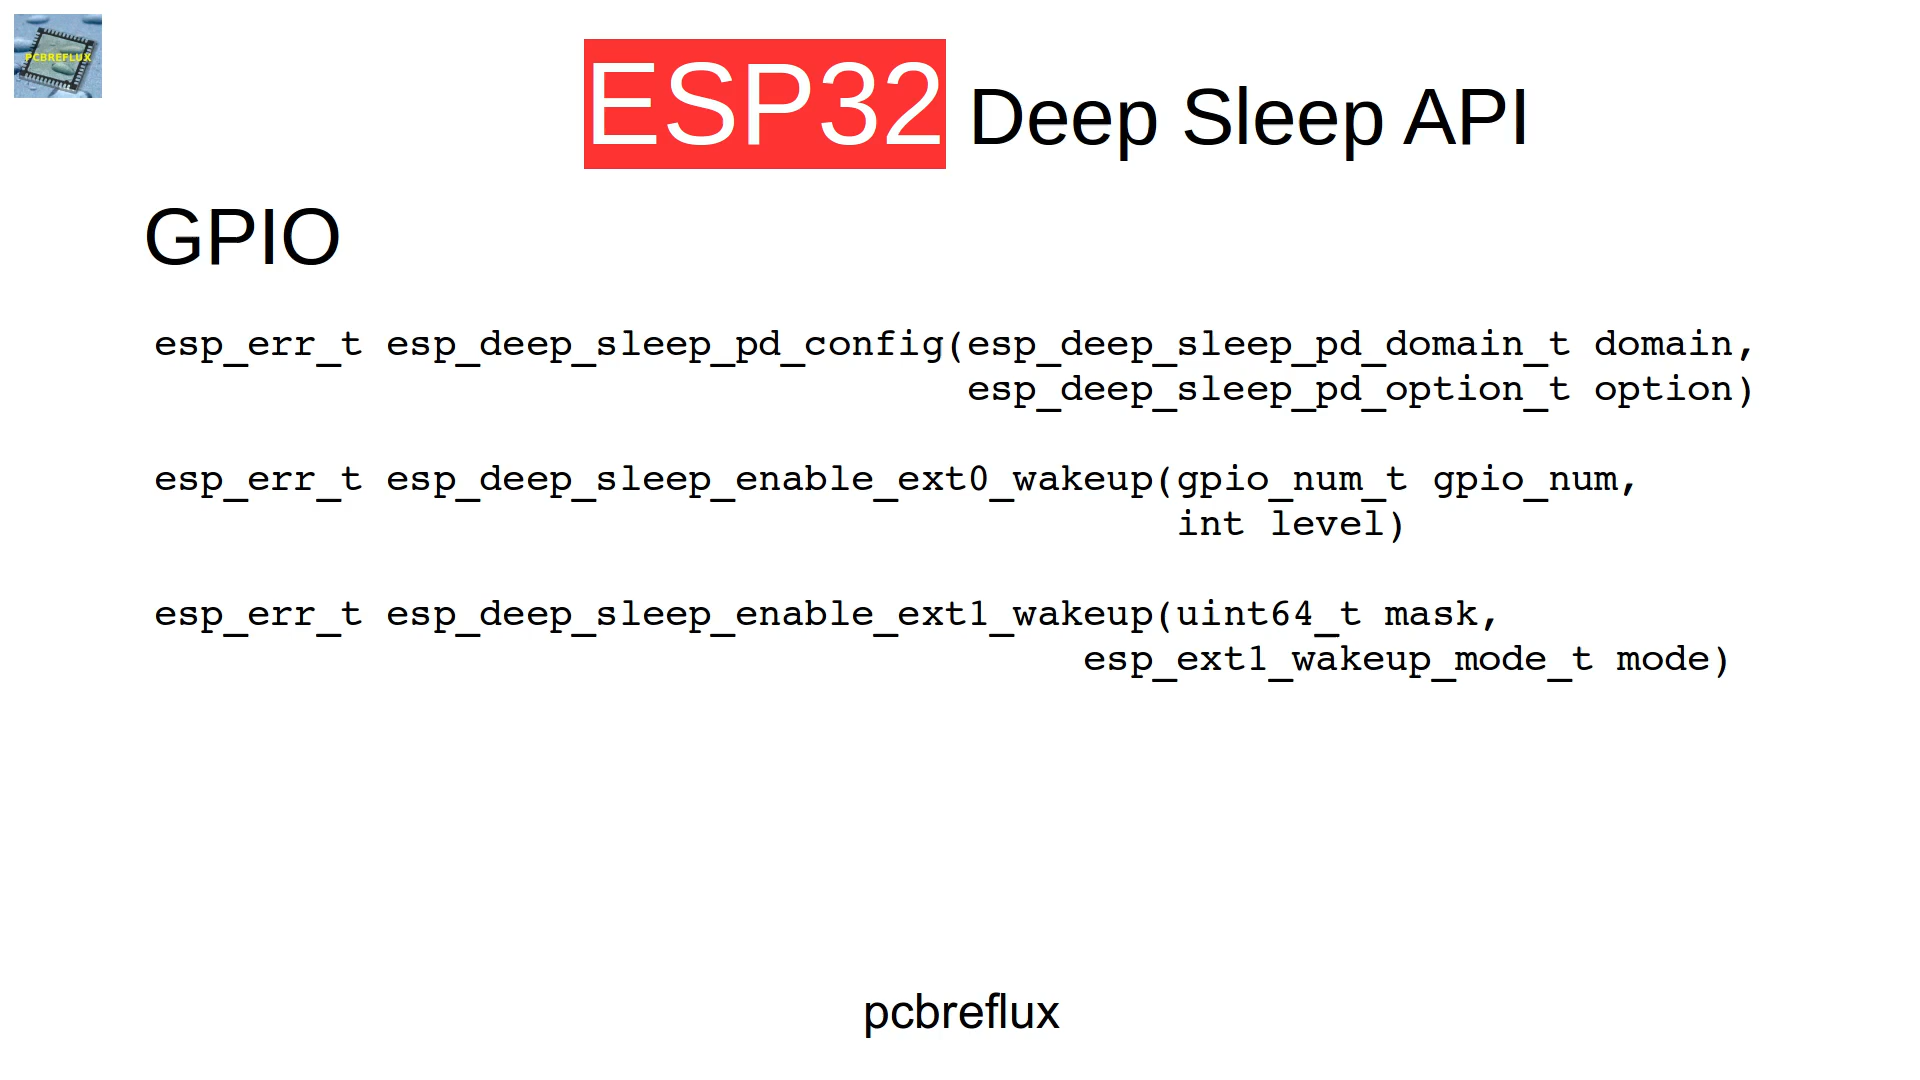 PCBREFLUX
ESP32 Deep Sleep API
GPIO
esp_err_t esp_deep_sleep_pd_config(esp_deep_sleep_pd_domain_t domain,
esp_deep_sleep_pd_option_t option)
esp_err_t esp_deep_sleep_enable_ext0_wakeup(gpio_num_t gpio_num,
int level)
esp_err_t esp_deep_sleep_enable_ext1_wakeup(uint64_t mask,
esp_ext1_wakeup_mode_t mode)
pcbreflux